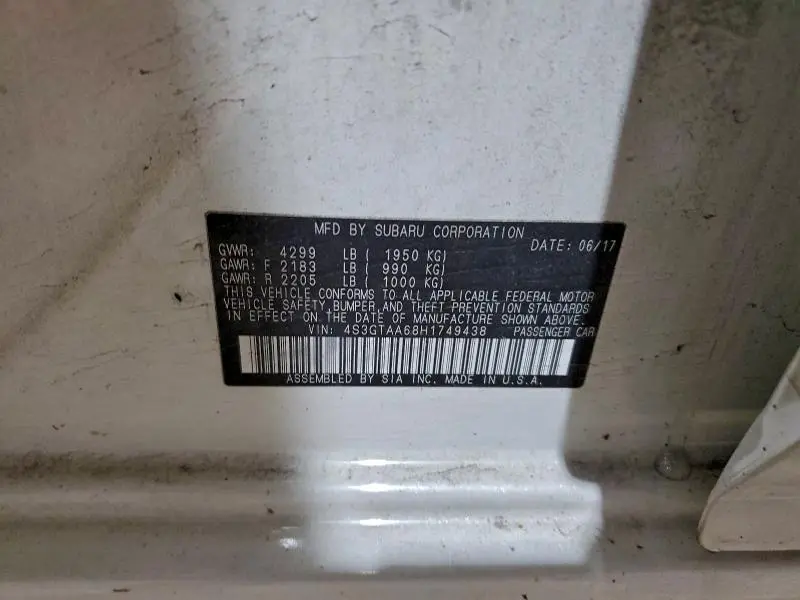 MFD BY SUBARU CORPORATION
DATE: 06/17
GVWR: 4299 LB ( 1950 KG)
GAWR: F 2183 LB ( 990 KG)
GAWR: R 2205 LB ( 1000 KG)
THIS VEHICLE CONFORMS TO ALL APPLICABLE FEDERAL MOTOR
VEHICLE SAFETY,BUMPER,AND THEFT PREVENTION STANDARDS
IN EFFECT ON THE DATE OF MANUFACTURE SHOWN ABOVE.
VIN: 4S3GTAA68H1749438 PASSENGER CAR
ASSEMBLED BY SIA INC. MADE IN U.S.A.